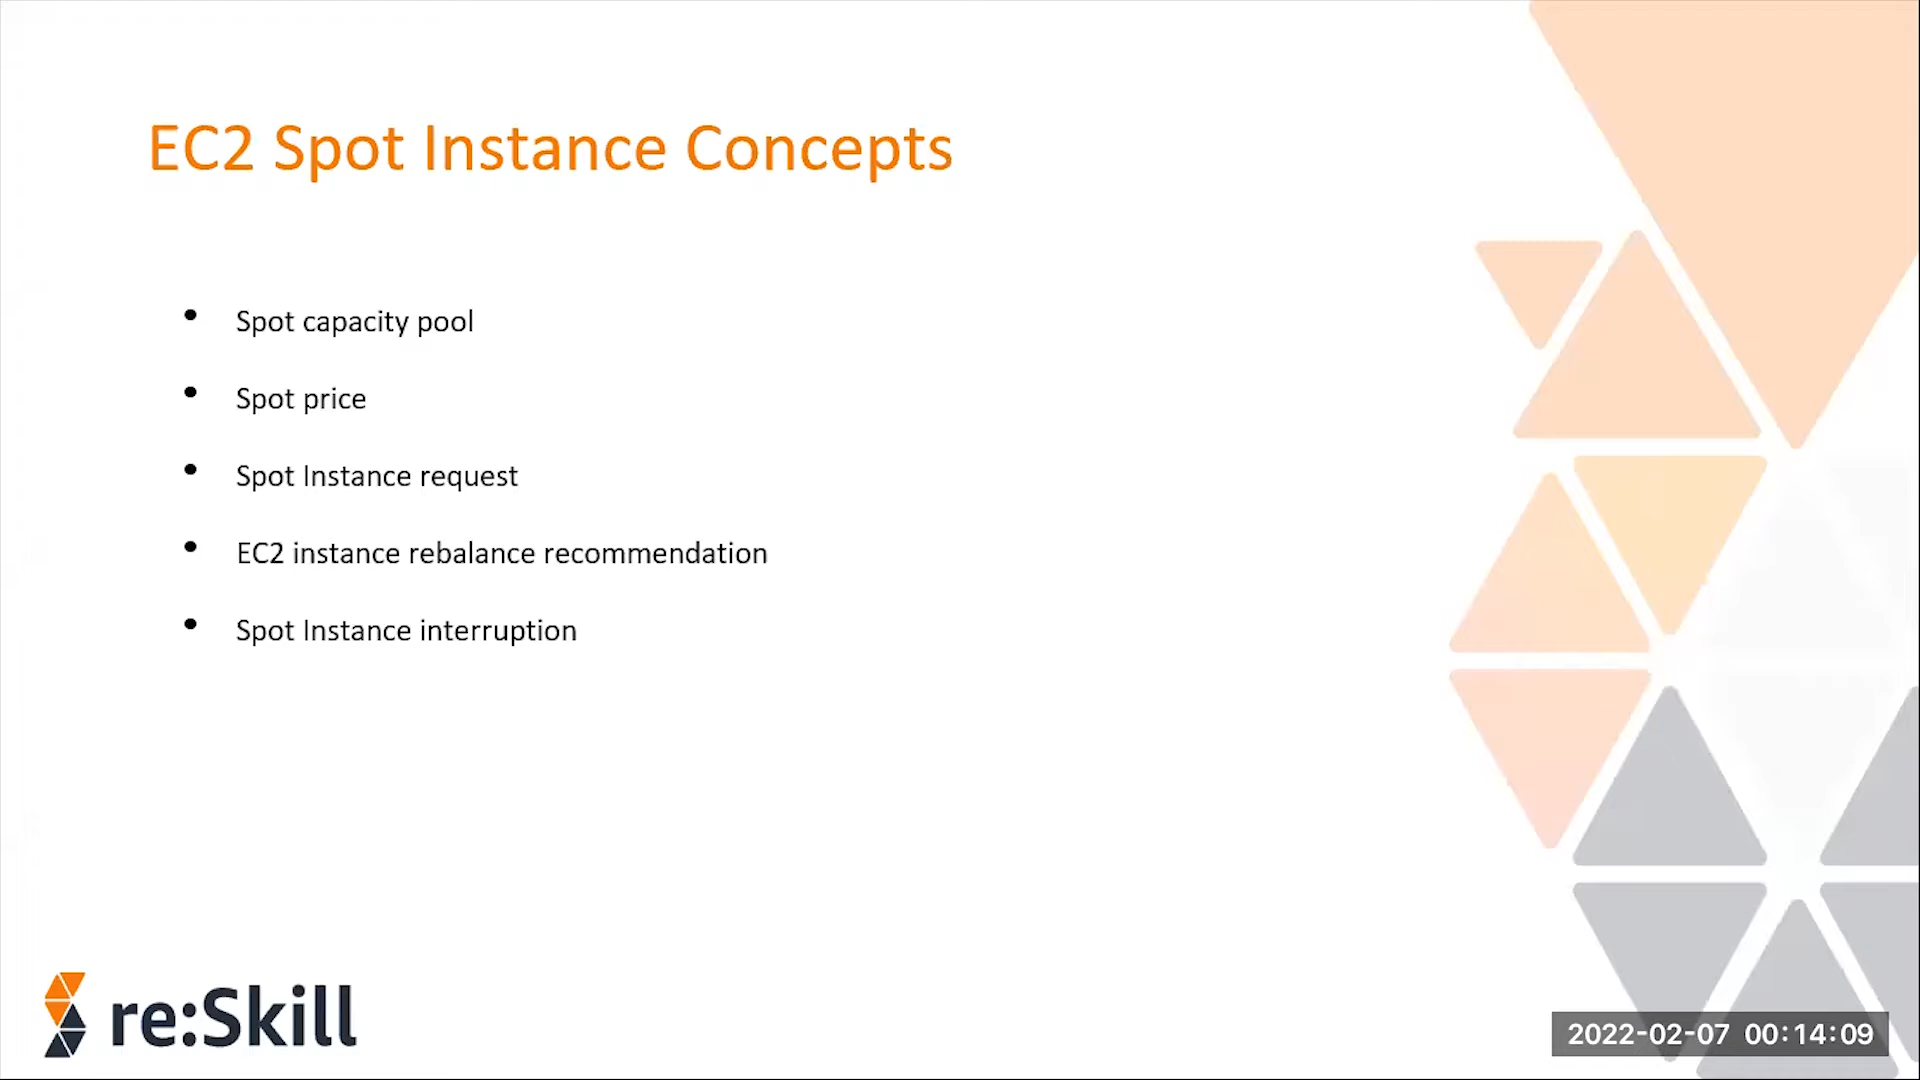 EC2 Spot Instance Concepts
• Spot capacity pool
• Spot price
• Spot Instance request
• EC2 instance rebalance recommendation
• Spot Instance interruption
re:Skill
2022-02-07 00:14:09